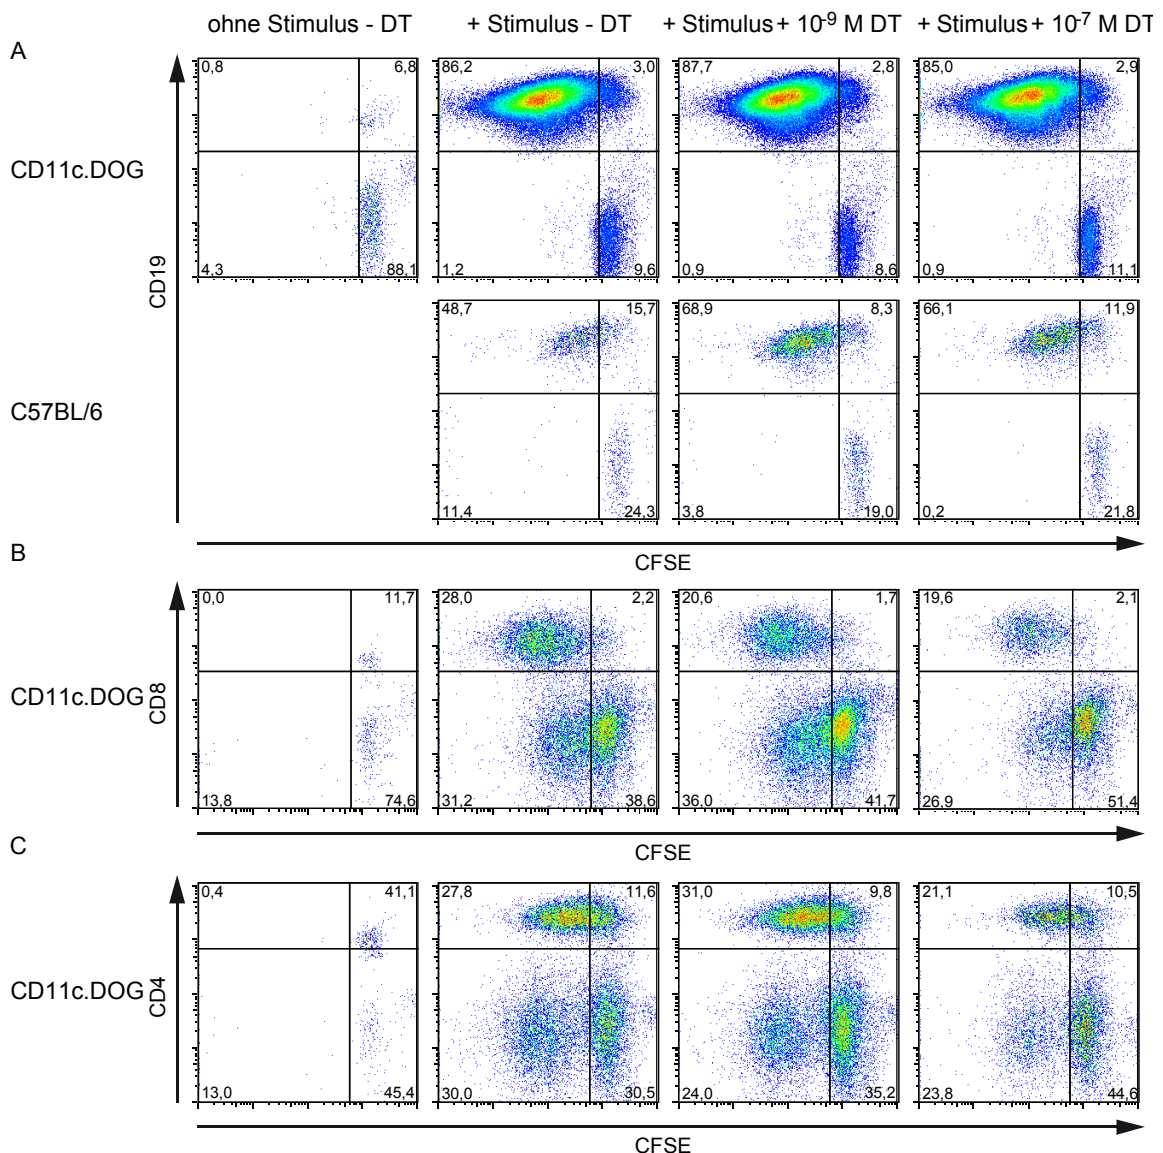 ohne Stimulus - DT + Stimulus - DT + Stimulus + 10-9 M DT + Stimulus + 10-7 M DT
A
0,8 6,8 86,2 3,0 87,7 2,8 85,0 2,9
CD11c.DOG
4,3 88,1 1,2 9,6 0,9 8,6 0,9 11,1
CD19
48,7 15,7 68,9 8,3 66,1 11,9
C57BL/6
11,4 24,3 3,8 19,0 0,2 21,8
CFSE
B
0,0 11,7 28,0 2,2 20,6 1,7 19,6 2,1
CD11c.DOG CD8
13,8 74,6 31,2 38,6 36,0 41,7 26,9 51,4
CFSE
C
0,4 41,1 27,8 11,6 31,0 9,8 21,1 10,5
CD11c.DOG CD4
13,0 45,4 30,0 30,5 24,0 35,2 23,8 44,6
CFSE